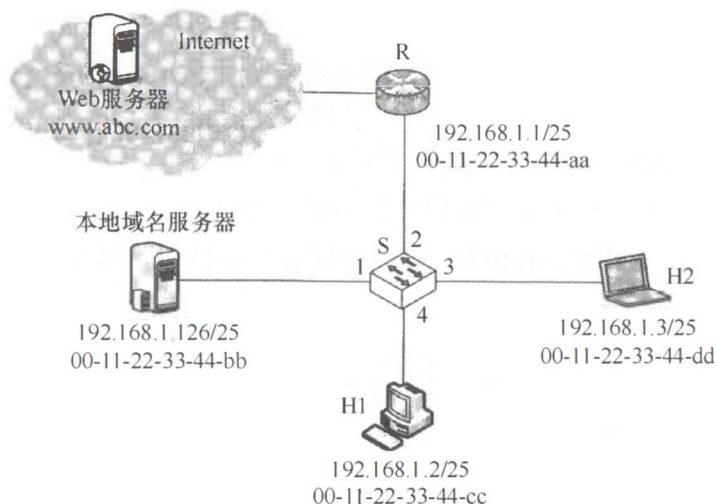 Internet
R
Web服务器
www.abc.com
192.168.1.1/25
00-11-22-33-44-aa
本地域名服务器
S
2
1
3
H2
4
192.168.1.126/25
00-11-22-33-44-bb
192.168.1.3/25
00-11-22-33-44-dd
H1
192.168.1.2/25
00-11-22-33-44-cc